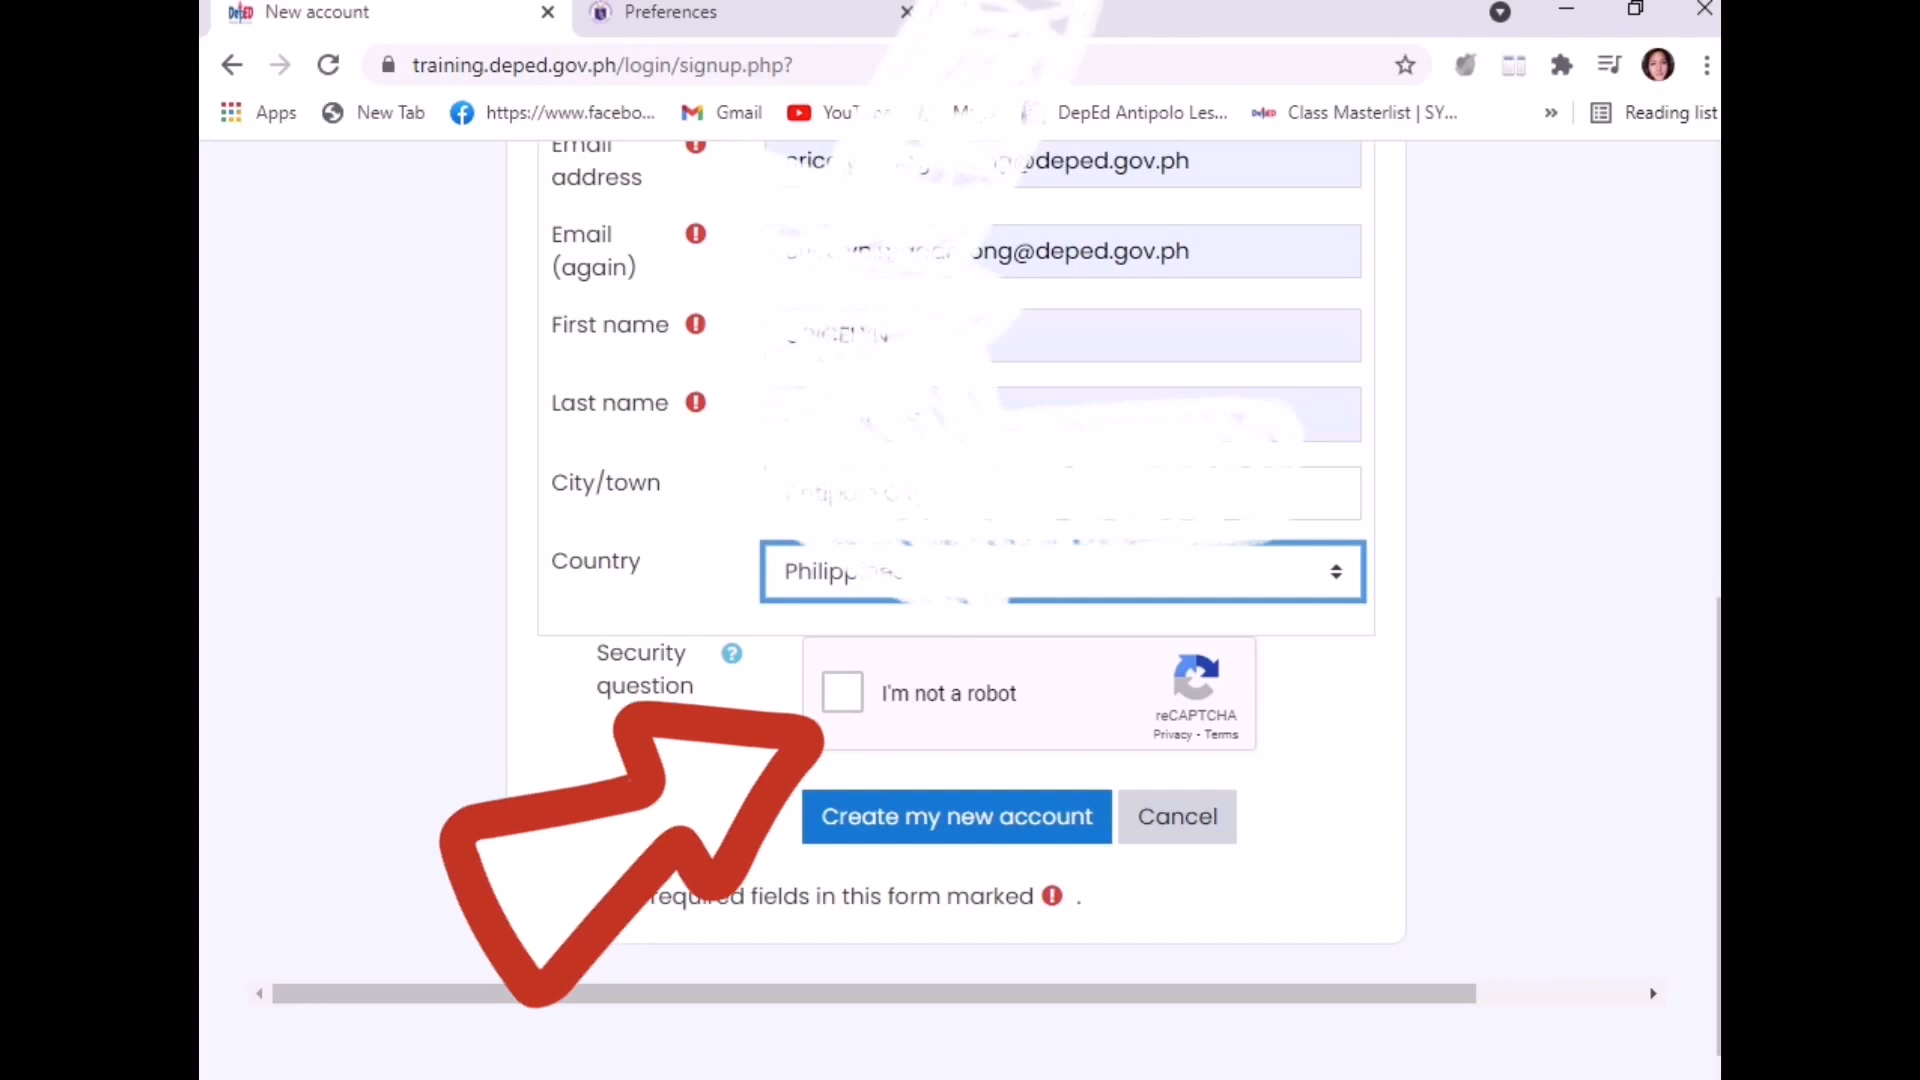 New account
Preferences
training.deped.gov.ph/login/signup.php?
Apps
New Tab
https://www.facebo...
Gmail
DepEd Antipolo Les...
Class Masterlist | SY...
»
Reading list
Email
address
@deped.gov.ph
Email
(again)
ong@deped.gov.ph
First name
Last name
City/town
Country
Security
question
I'm not a robot
reCAPTCHA
Privacy - Terms
Create my new account
Cancel
required fields in this form marked .